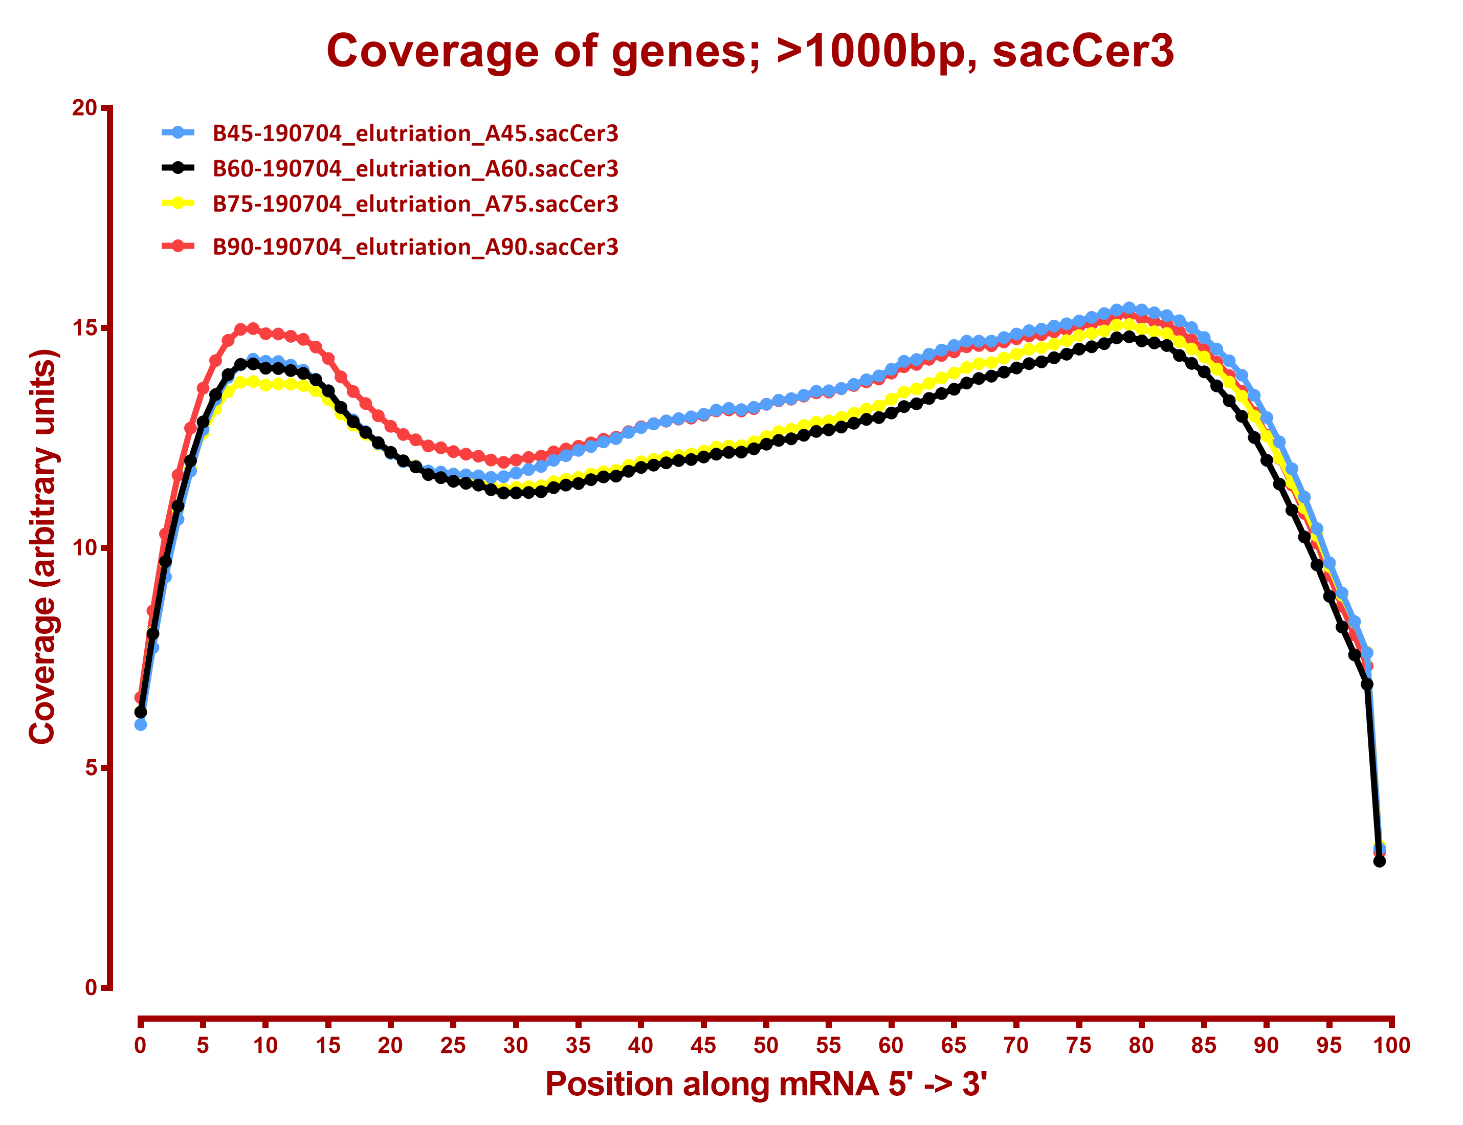 Coverage of genes; >1000bp, sacCer3
B45-190704_elutriation_A45.sacCer3
B60-190704_elutriation_A60.sacCer3
B75-190704_elutriation_A75.sacCer3
B90-190704_elutriation_A90.sacCer3
Coverage (arbitrary units)
20
15
10
5
0
0 5 10 15 20 25 30 35 40 45 50 55 60 65 70 75 80 85 90 95 100
Position along mRNA 5' -> 3'